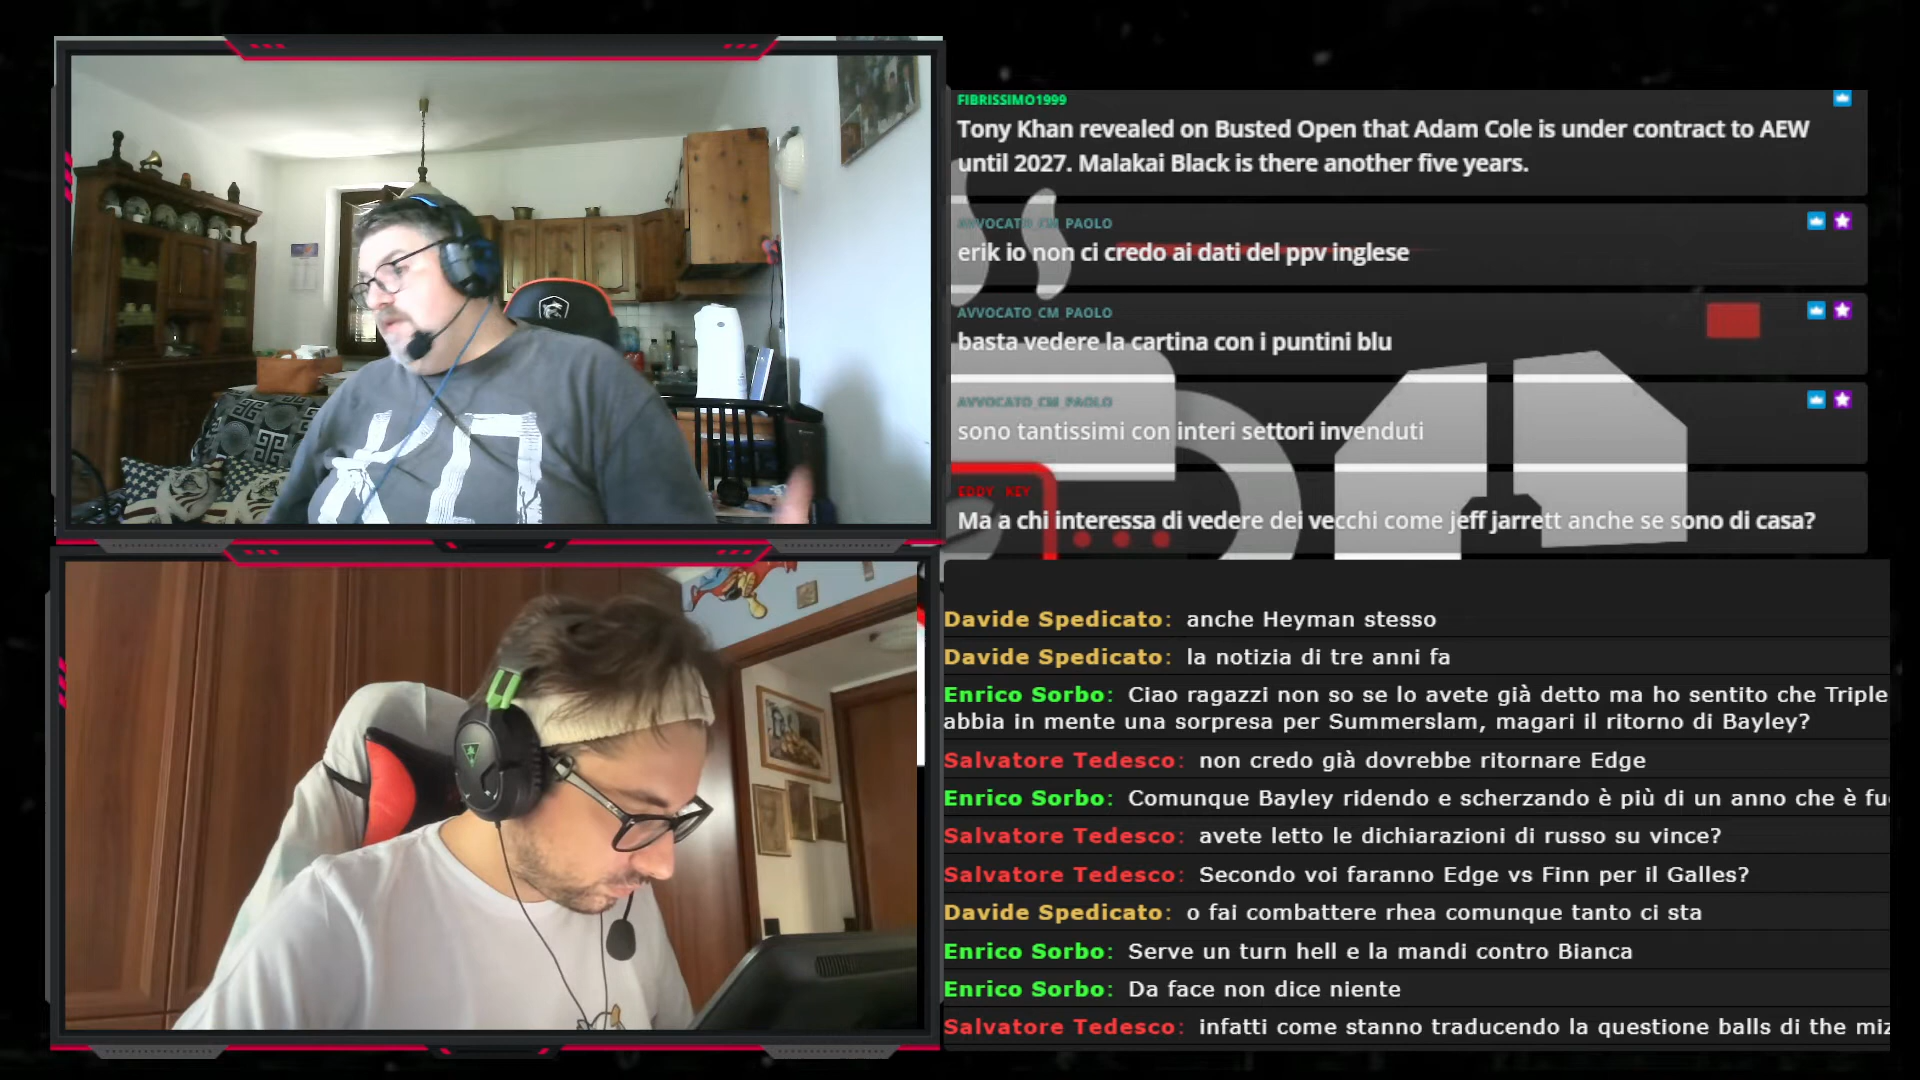 FIBRISSIMO1999
Tony Khan revealed on Busted Open that Adam Cole is under contract to AEW
until 2027. Malakai Black is there another five years.
AVVOCATO_CM_PAOLO
erik io non ci credo ai dati del ppv inglese
AVVOCATO_CM_PAOLO
basta vedere la cartina con i puntini blu
AVVOCATO_CM_PAOLO
sono tantissimi con interi settori invenduti
EDDY_KEY
Ma a chi interessa di vedere dei vecchi come jeff jarrett anche se sono di casa?
Davide Spedicato: anche Heyman stesso
Davide Spedicato: la notizia di tre anni fa
Enrico Sorbo: Ciao ragazzi non so se lo avete già detto ma ho sentito che Triple
abbia in mente una sorpresa per Summerslam, magari il ritorno di Bayley?
Salvatore Tedesco: non credo già dovrebbe ritornare Edge
Enrico Sorbo: Comunque Bayley ridendo e scherzando è più di un anno che è fu
Salvatore Tedesco: avete letto le dichiarazioni di russo su vince?
Salvatore Tedesco: Secondo voi faranno Edge vs Finn per il Galles?
Davide Spedicato: o fai combattere rhea comunque tanto ci sta
Enrico Sorbo: Serve un turn hell e la mandi contro Bianca
Enrico Sorbo: Da face non dice niente
Salvatore Tedesco: infatti come stanno traducendo la questione balls di the miz